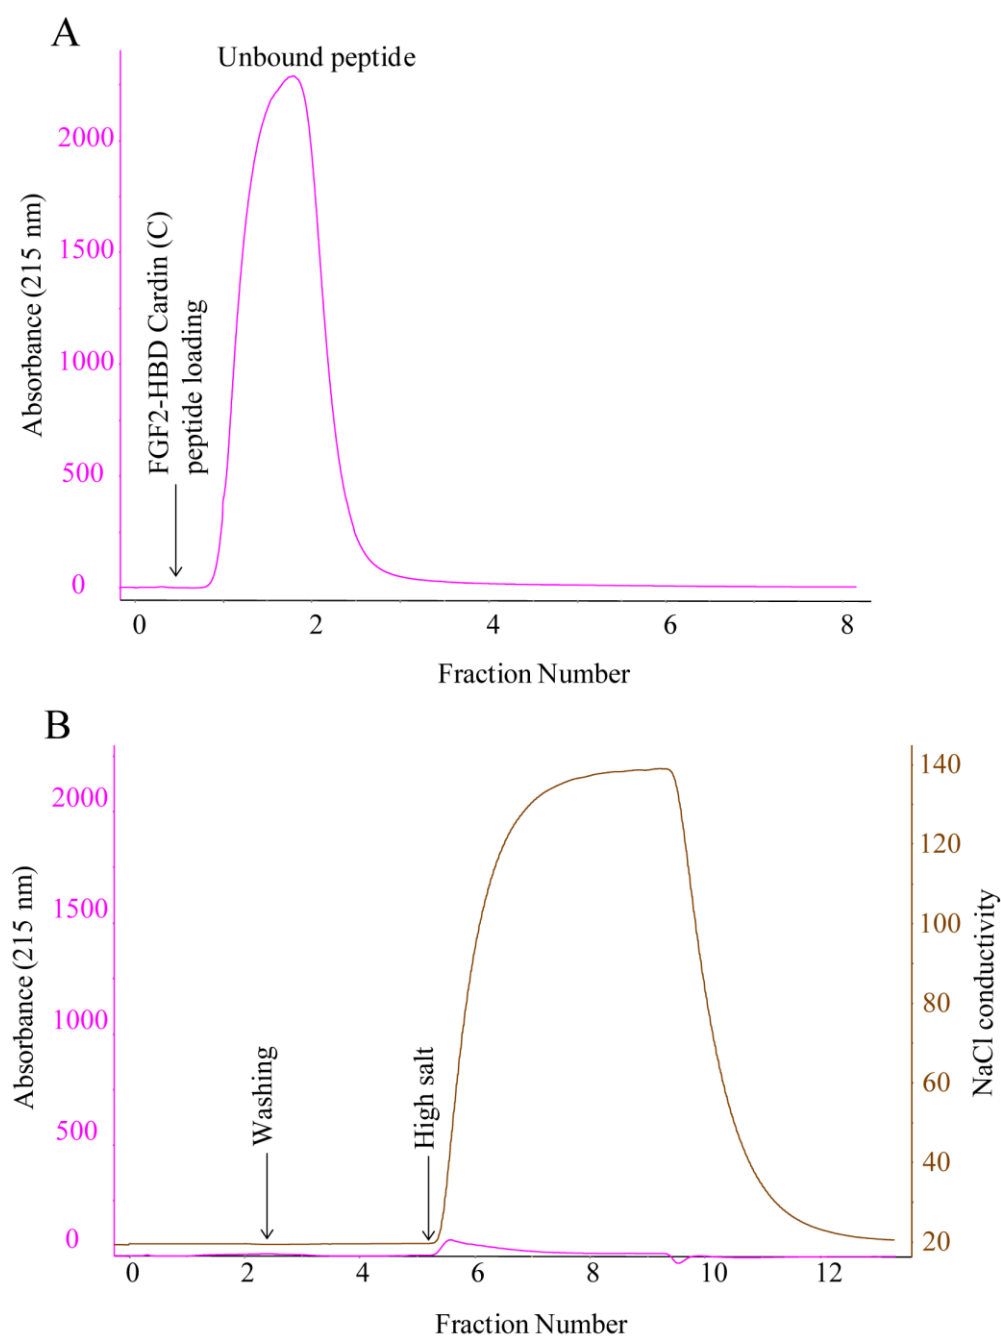 A
Unbound peptide
Absorbance (215 nm)
2000
1500
1000
500
0
FGF2-HBD Cardin (C)
peptide loading
0 2 4 6 8
Fraction Number
B
Absorbance (215 nm)
2000
1500
1000
500
0
Washing
High salt
140
120
100
80
60
40
20
NaCl conductivity
0 2 4 6 8 10 12
Fraction Number